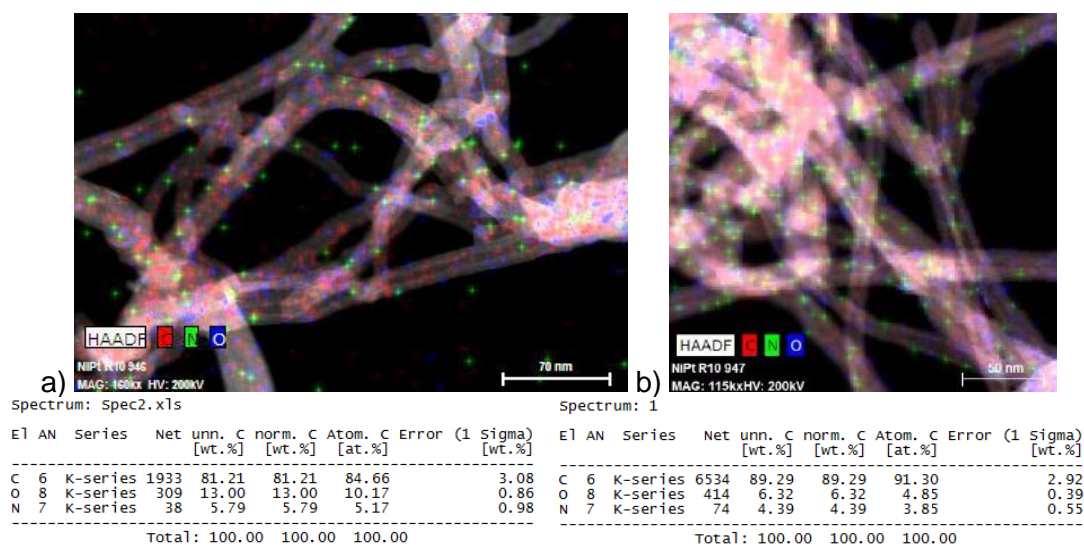 HAADF C N O
NiPt R10 946
MAG: 160kx HV: 200kV
70 nm
a)
HAADF C N O
NiPt R10 947
MAG: 115kxHV: 200kV
50 nm
b)
Spectrum: Spec2.xls
El AN Series Net unn. C norm. C Atom. C Error (1 Sigma)
[wt.%] [wt.%] [at.%] [wt.%]
C 6 K-series 1933 81.21 81.21 84.66 3.08
O 8 K-series 309 13.00 13.00 10.17 0.86
N 7 K-series 38 5.79 5.79 5.17 0.98
Total: 100.00 100.00 100.00
Spectrum: 1
El AN Series Net unn. C norm. C Atom. C Error (1 Sigma)
[wt.%] [wt.%] [at.%] [wt.%]
C 6 K-series 6534 89.29 89.29 91.30 2.92
O 8 K-series 414 6.32 6.32 4.85 0.39
N 7 K-series 74 4.39 4.39 3.85 0.55
Total: 100.00 100.00 100.00